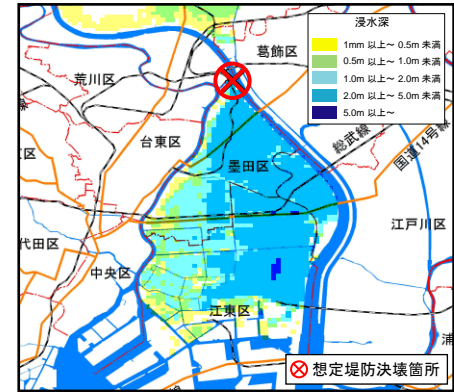 浸水深
1mm 以上～ 0.5m 未満
0.5m 以上～ 1.0m 未満
1.0m 以上～ 2.0m 未満
2.0m 以上～ 5.0m 未満
5.0m 以上～
葛飾区
荒川区
台東区
墨田区
総武線
国道14号線
江戸川区
代田区
中央区
江東区
浦
想定堤防決壊箇所